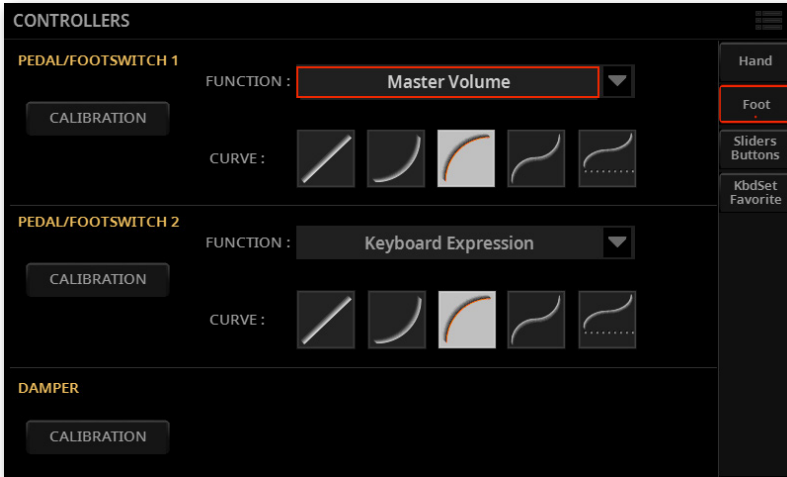 CONTROLLERS
PEDAL/FOOTSWITCH 1
FUNCTION :
Master Volume
CALIBRATION
CURVE :
PEDAL/FOOTSWITCH 2
FUNCTION :
Keyboard Expression
CALIBRATION
CURVE :
DAMPER
CALIBRATION
Hand
Foot
Sliders
Buttons
KbdSet
Favorite